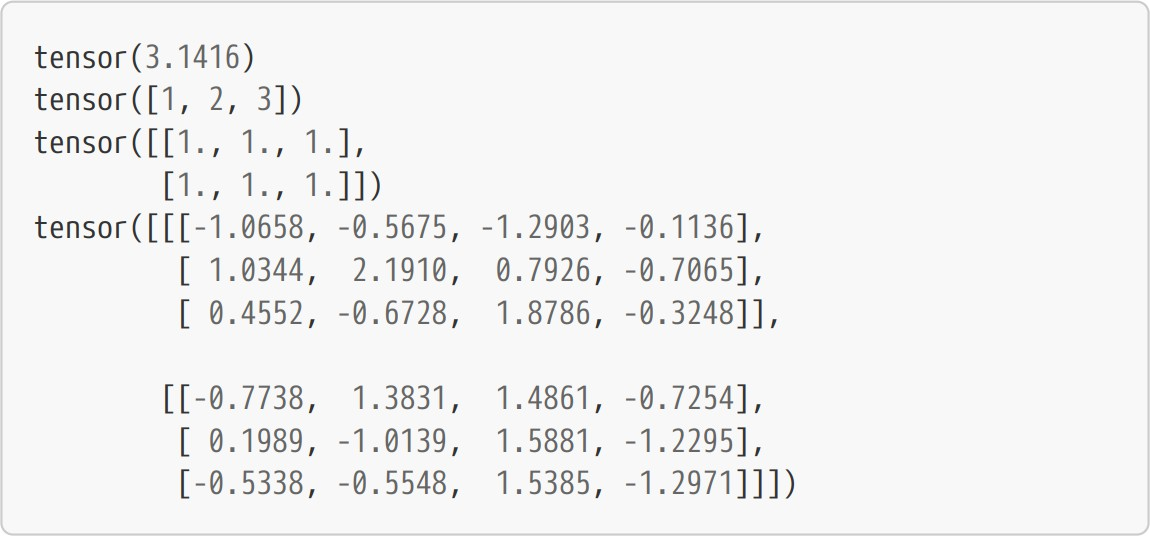 tensor(3.1416)
tensor([1, 2, 3])
tensor([[1., 1., 1.],
        [1., 1., 1.]])
tensor([[[-1.0658, -0.5675, -1.2903, -0.1136],
         [ 1.0344,  2.1910,  0.7926, -0.7065],
         [ 0.4552, -0.6728,  1.8786, -0.3248]],

        [[-0.7738,  1.3831,  1.4861, -0.7254],
         [ 0.1989, -1.0139,  1.5881, -1.2295],
         [-0.5338, -0.5548,  1.5385, -1.2971]]])